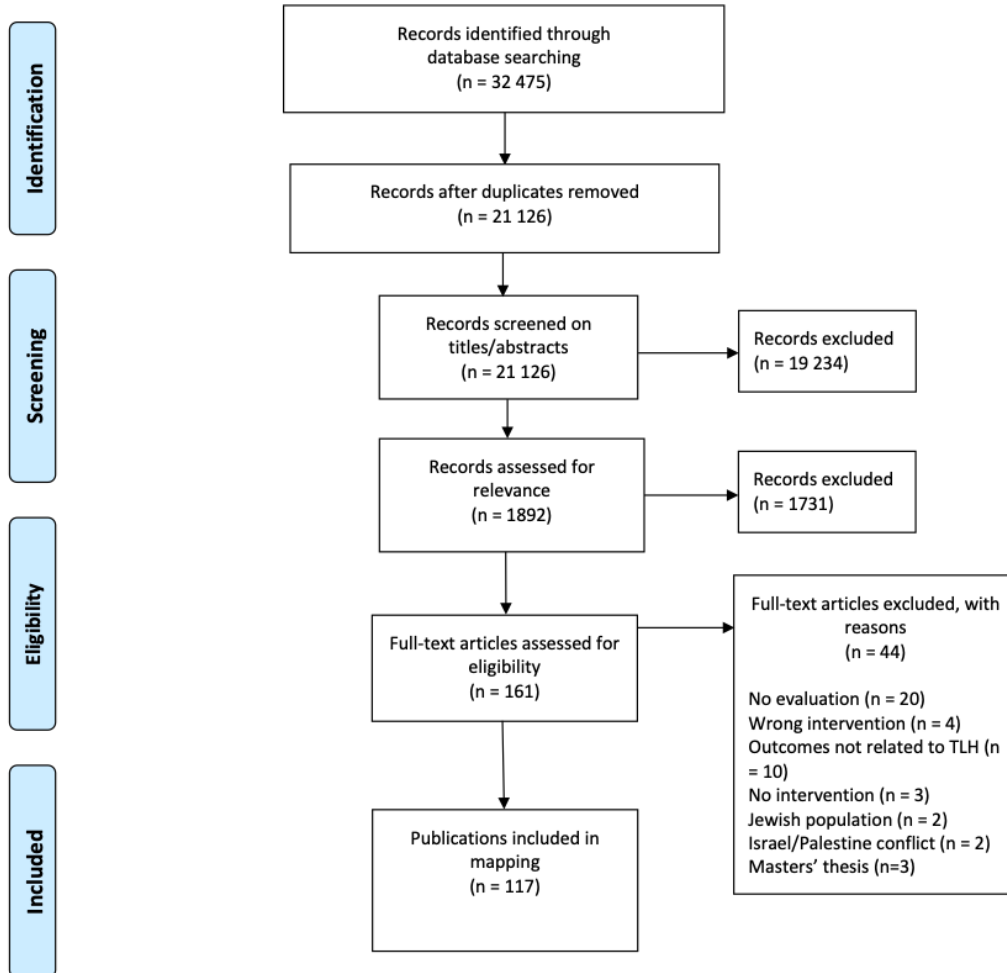 Identification
Records identified through
database searching
(n = 32 475)
Records after duplicates removed
(n = 21 126)
Screening
Records screened on
titles/abstracts
(n = 21 126)
Records excluded
(n = 19 234)
Records assessed for
relevance
(n = 1892)
Records excluded
(n = 1731)
Eligibility
Full-text articles assessed for
eligibility
(n = 161)
Full-text articles excluded, with
reasons
(n = 44)
No evaluation (n = 20)
Wrong intervention (n = 4)
Outcomes not related to TLH (n
= 10)
No intervention (n = 3)
Jewish population (n = 2)
Israel/Palestine conflict (n = 2)
Masters’ thesis (n=3)
Included
Publications included in
mapping
(n = 117)